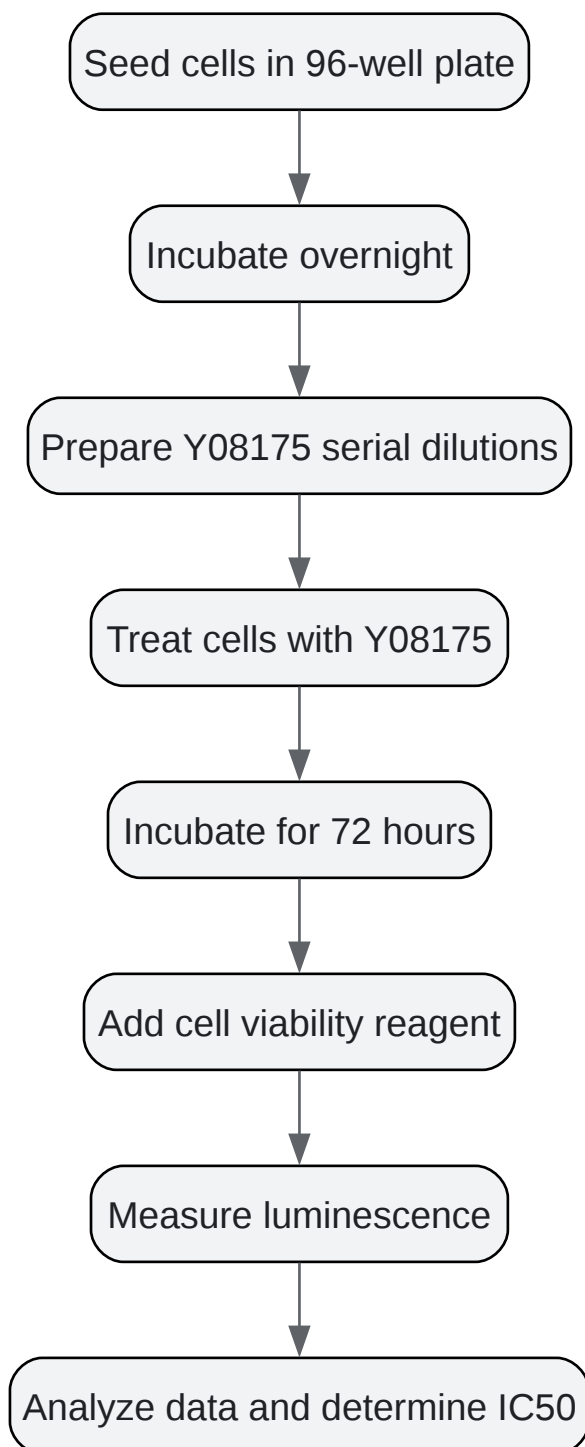 Seed cells in 96-well plate
Incubate overnight
Prepare Y08175 serial dilutions
Treat cells with Y08175
Incubate for 72 hours
Add cell viability reagent
Measure luminescence
Analyze data and determine IC50